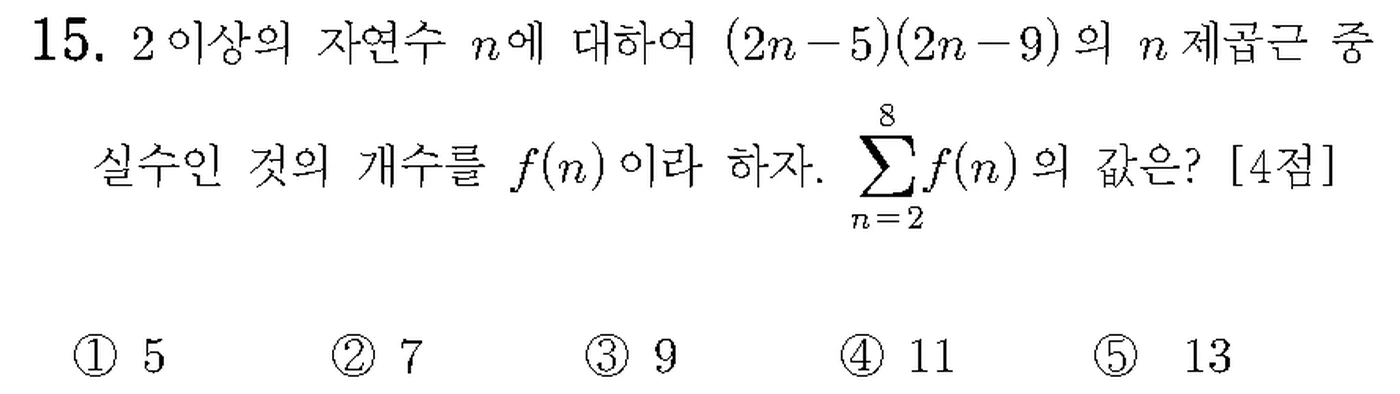 15. 2 이상의 자연수 n에 대하여 (2n-5)(2n-9)의 n제곱근 중
실수인 것의 개수를 f(n)이라 하자. \sum_{n=2}^{8} f(n)의 값은? [4점]
① 5 ② 7 ③ 9 ④ 11 ⑤ 13